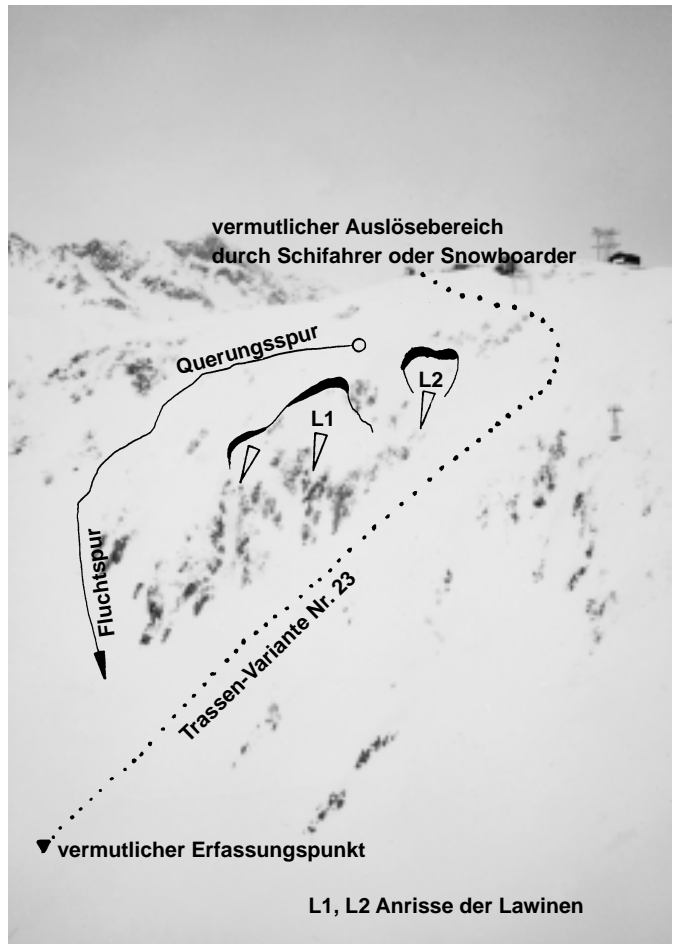 vermutlicher Auslösebereich
durch Schifahrer oder Snowboarder
Querungsspur
L2
L1
Fluchtspur
Trassen-Variante Nr. 23
vermutlicher Erfassungspunkt
L1, L2 Anrisse der Lawinen